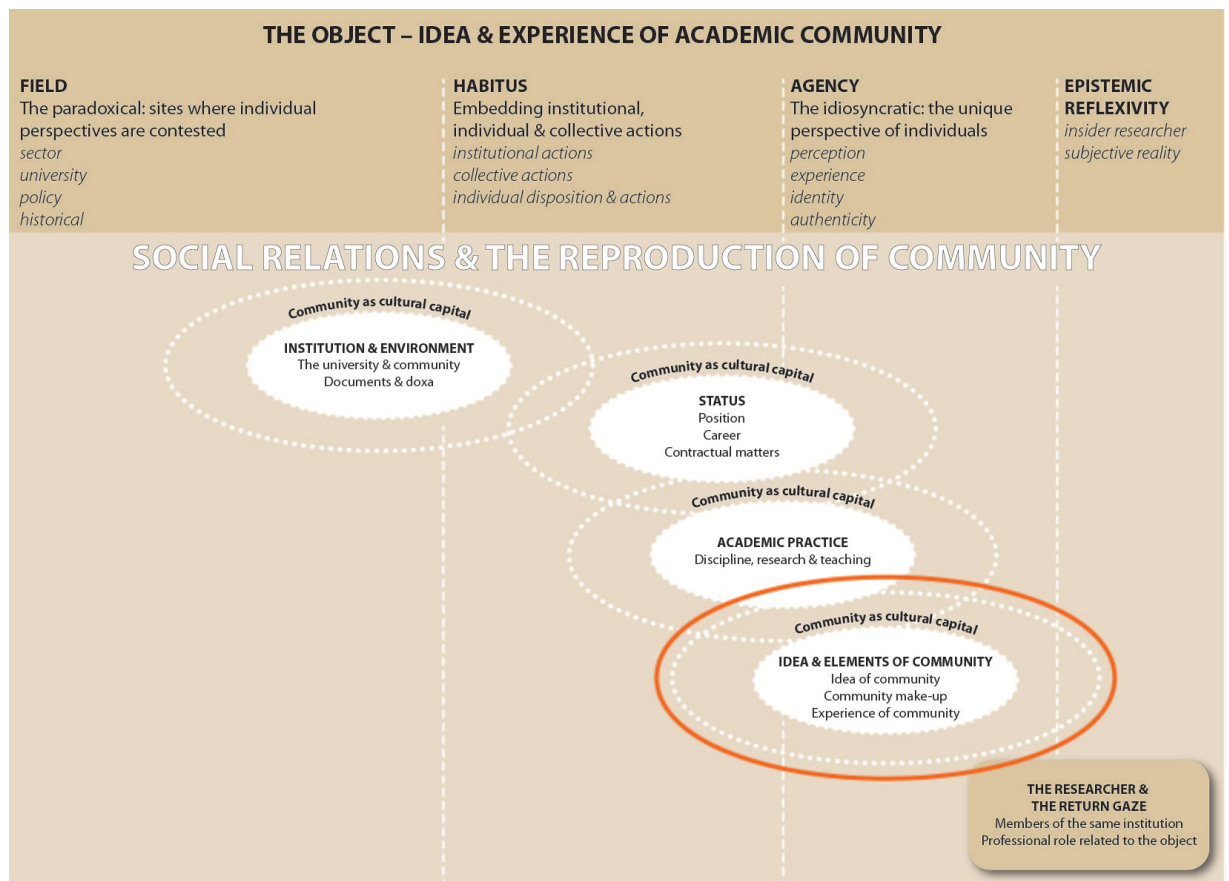 THE OBJECT – IDEA & EXPERIENCE OF ACADEMIC COMMUNITY
FIELD
The paradoxical: sites where individual
perspectives are contested
sector
university
policy
historical
HABITUS
Embedding institutional,
individual & collective actions
institutional actions
collective actions
individual disposition & actions
AGENCY
The idiosyncratic: the unique
perspective of individuals
perception
experience
identity
authenticity
EPISTEMIC
REFLEXIVITY
insider researcher
subjective reality
SOCIAL RELATIONS & THE REPRODUCTION OF COMMUNITY
Community as cultural capital
INSTITUTION & ENVIRONMENT
The university & community
Documents & doxa
Community as cultural capital
STATUS
Position
Career
Contractual matters
Community as cultural capital
ACADEMIC PRACTICE
Discipline, research & teaching
Community as cultural capital
IDEA & ELEMENTS OF COMMUNITY
Idea of community
Community make-up
Experience of community
THE RESEARCHER &
THE RETURN GAZE
Members of the same institution
Professional role related to the object